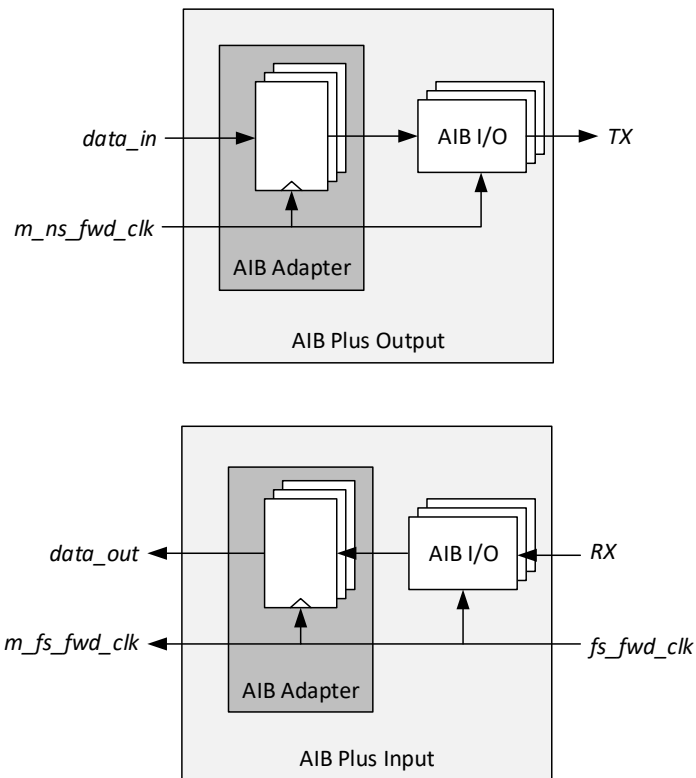 data_in
AIB I/O
TX
m_ns_fwd_clk
AIB Adapter
AIB Plus Output
data_out
AIB I/O
RX
m_fs_fwd_clk
fs_fwd_clk
AIB Adapter
AIB Plus Input